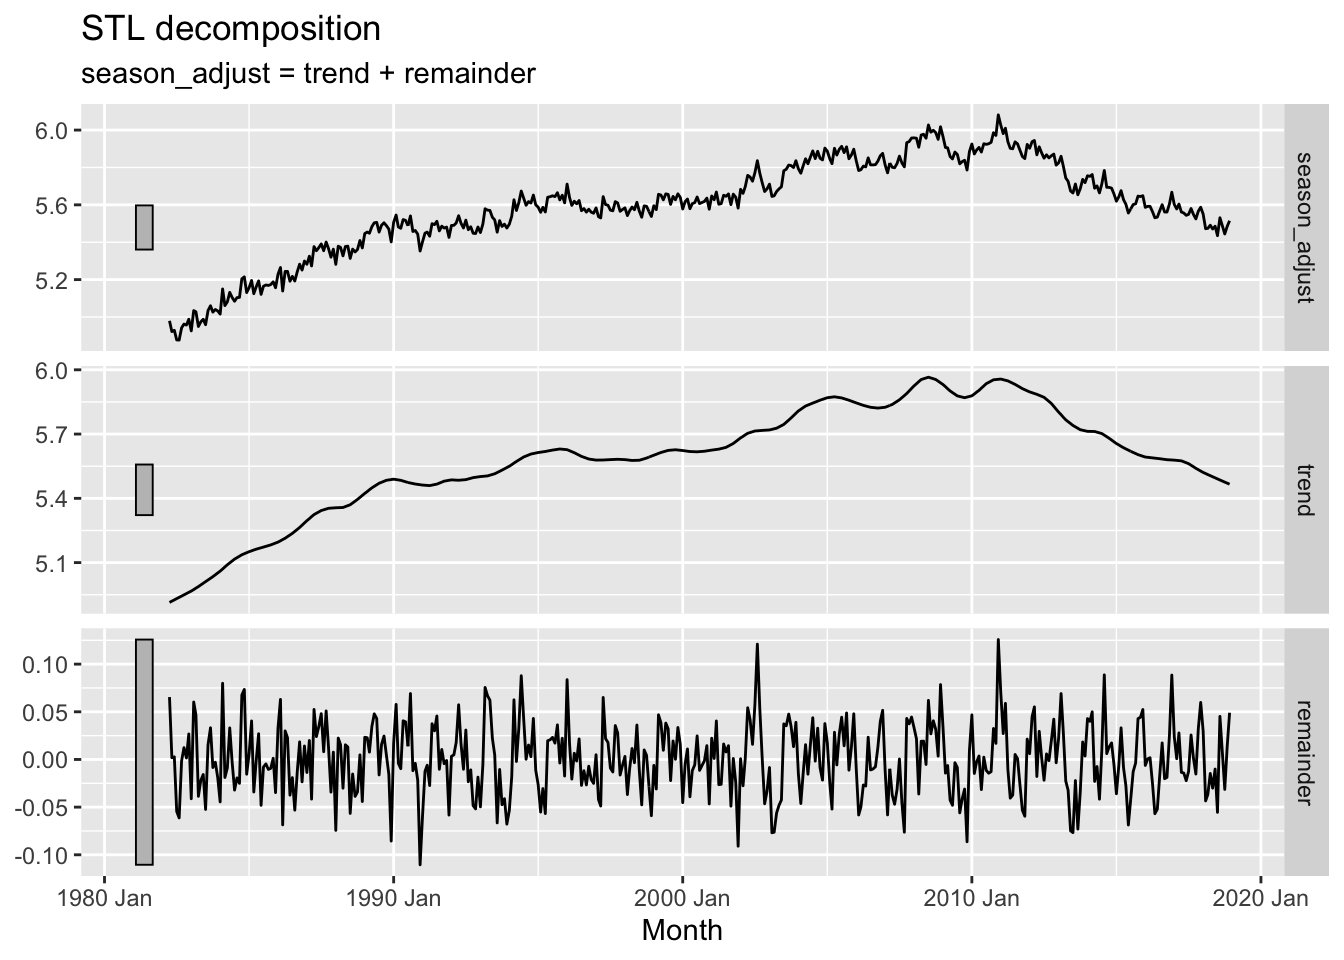 STL decomposition
season_adjust = trend + remainder
6.0
5.6
5.2
season_adjust
6.0
5.7
5.4
5.1
trend
0.10
0.05
0.00
-0.05
-0.10
remainder
1980 Jan
1990 Jan
2000 Jan
2010 Jan
2020 Jan
Month